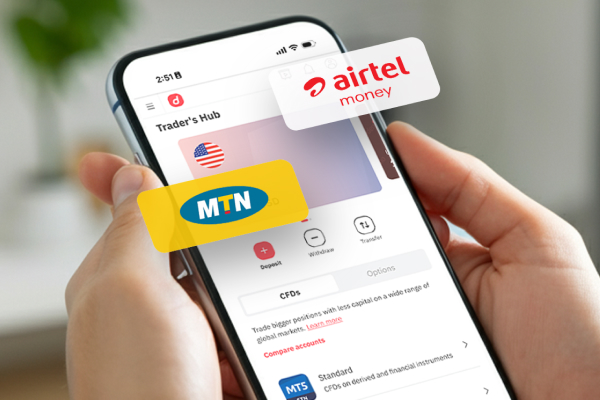 2:51
airtel
money
d
Trader's Hub
MTN
Deposit
Withdraw
Transfer
CFDs
Options
Trade bigger positions with less capital on a wide range of
global markets. Learn more
Compare accounts
MT5
Standard
CFDs on derived and financial instruments